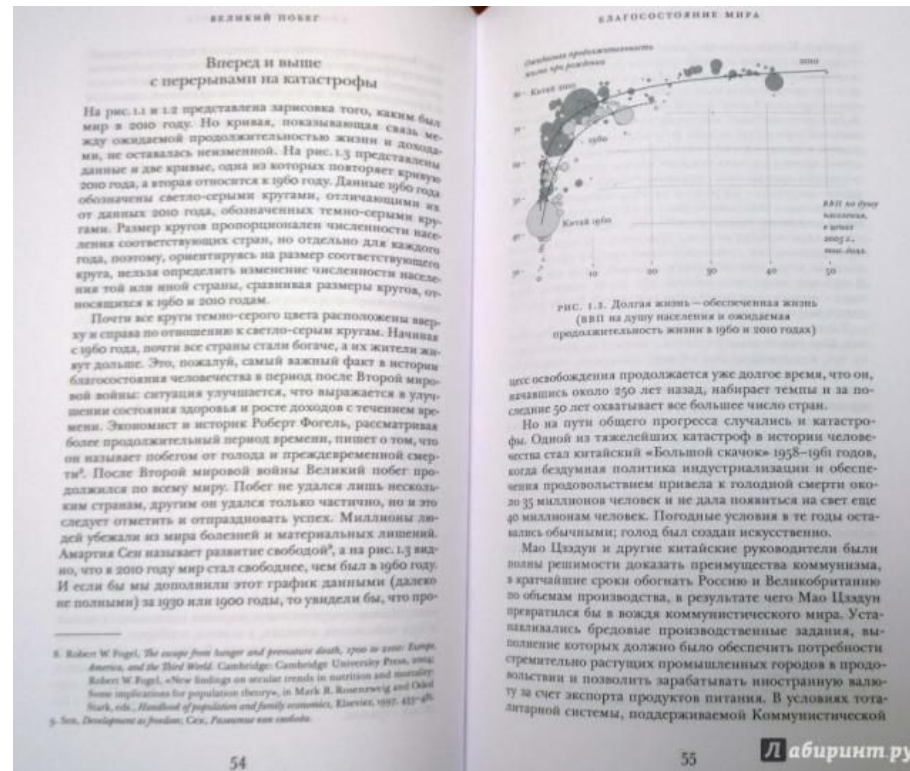 ВЕЛИКИЙ ПОБЕГ
Вперед и выше
с перерывами на катастрофы
На рис. 1.1 и 1.2 представлена зарисовка того, каким был
мир в 2010 году. Но кривая, показывающая связь ме-
жду ожидаемой продолжительностью жизни и дохода-
ми, не оставалась неизменной. На рис. 1.3 представлены
данные и две кривые, одна из которых повторяет кривую
2010 года, а вторая относится к 1960 году. Данные 1960 года
обозначены светло-серыми кругами, отличающими их
от данных 2010 года, обозначенных темно-серыми кру-
гами. Размер кругов пропорционален численности насе-
ления соответствующих стран, но отдельно для каждого
года, поэтому, ориентируясь на размер соответствующего
круга, нельзя определить изменение численности населе-
ния той или иной страны, сравнивая размеры кругов, от-
носящихся к 1960 и 2010 годам.
Почти все круги темно-серого цвета расположены ввер-
ху и справа по отношению к светло-серым кругам. Начиная
с 1960 года, почти все страны стали богаче, а их жители жи-
вут дольше. Это, пожалуй, самый важный факт в истории
благосостояния человечества в период после Второй миро-
вой войны: ситуация улучшается, что выражается в улуч-
шении состояния здоровья и росте доходов с течением вре-
мени. Экономист и историк Роберт Фогель, рассматривая
более продолжительный период времени, пишет о том, что
он называет побегом от голода и преждевременной смер-
ти⁸. После Второй мировой войны Великий побег про-
должился по всему миру. Побег не удался лишь несколь-
ким странам, другим он удался только частично, но и это
следует отметить и отпраздновать успех. Миллионы лю-
дей убежали из мира болезней и материальных лишений.
Амартия Сен называет развитие свободой⁹, а на рис. 1.3 вид-
но, что в 2010 году мир стал свободнее, чем был в 1960 году.
И если бы мы дополнили этот график данными (далеко
не полными) за 1930 или 1900 годы, то увидели бы, что про-
8. Robert W. Fogel, The escape from hunger and premature death, 1700 to 2100: Europe,
America, and the Third World. Cambridge: Cambridge University Press, 2004;
Robert W. Fogel, «New findings on secular trends in nutrition and mortality:
Some implications for population theory», in Mark R. Rosenzweig and Oded
Stark, eds., Handbook of population and family economics, Elsevier, 1997. 433-481.
9. Sen, Development as freedom; Сен, Развитие как свобода.
54
БЛАГОСОСТОЯНИЕ МИРА
Ожидаемая продолжительность
жизни при рождении
2010
Китай 2010
1960
Китай 1960
ВВП на душу
населения,
в ценах
2005 г.,
тыс. долл.
10
20
30
40
50
РИС. 1.3. Долгая жизнь – обеспеченная жизнь
(ВВП на душу населения и ожидаемая
продолжительность жизни в 1960 и 2010 годах)
цесс освобождения продолжается уже долгое время, что он,
начавшись около 250 лет назад, набирает темпы и за по-
следние 50 лет охватывает все большее число стран.
Но на пути общего прогресса случались и катастро-
фы. Одной из тяжелейших катастроф в истории челове-
чества стал китайский «Большой скачок» 1958–1961 годов,
когда бездумная политика индустриализации и обеспе-
чения продовольствием привела к голодной смерти око-
ло 35 миллионов человек и не дала появиться на свет еще
40 миллионам человек. Погодные условия в те годы оста-
вались обычными; голод был создан искусственно.
Мао Цзэдун и другие китайские руководители были
полны решимости доказать преимущества коммунизма,
в кратчайшие сроки обогнать Россию и Великобританию
по объемам производства, в результате чего Мао Цзэдун
превратился бы в вождя коммунистического мира. Уста-
навливались бредовые производственные задания, вы-
полнение которых должно было обеспечить потребности
стремительно растущих промышленных городов в продо-
вольствии и позволить зарабатывать иностранную валю-
ту за счет экспорта продуктов питания. В условиях тота-
литарной системы, поддерживаемой Коммунистической
55
Лабиринт.ру